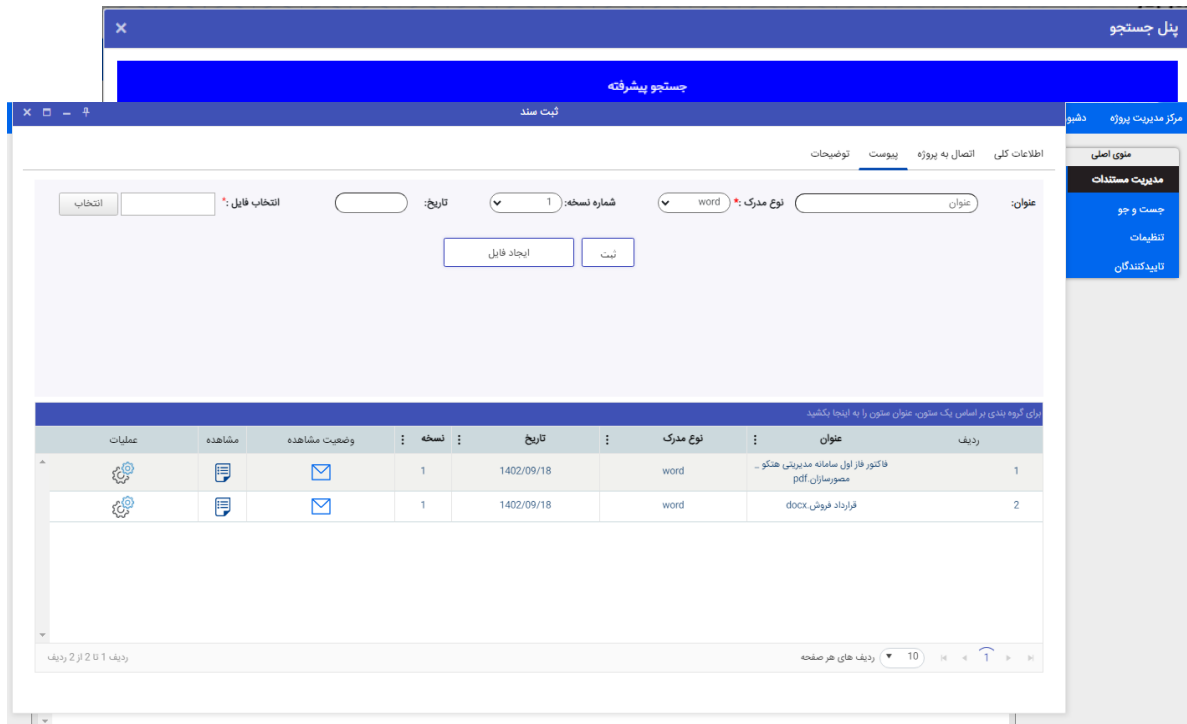 پنل جستجو
جستجو پیشرفته
ثبت سند
مرکز مدیریت پروژه
دشبو
منوی اصلی
مدیریت مستندات
جست و جو
تنظیمات
تاییدکنندگان
اطلاعات کلی اتصال به پروژه پیوست توضیحات
عنوان: عنوان نوع مدرک :* word شماره نسخه: 1 تاریخ: انتخاب فایل :* انتخاب
ثبت ایجاد فایل
برای گروه بندی بر اساس یک ستون، عنوان ستون را به اینجا بکشید
ردیف عنوان نوع مدرک تاریخ نسخه وضعیت مشاهده مشاهده عملیات
1 فاکتور فاز اول سامانه مدیریتی هتکو _ word 1402/09/18 1
مصورسازان.pdf
2 قرارداد فروش.docx word 1402/09/18 1
1 10 ردیف های هر صفحه ردیف 1 تا 2 از 2 ردیف